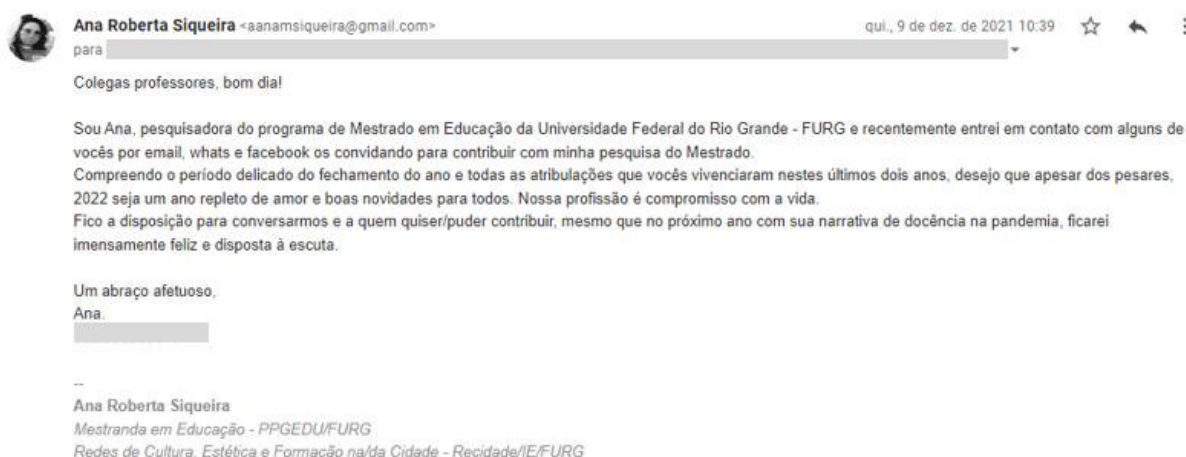 Ana Roberta Siqueira <aanamsiqueira@gmail.com>
qui., 9 de dez. de 2021 10:39
para
Colegas professores, bom dia!
Sou Ana, pesquisadora do programa de Mestrado em Educação da Universidade Federal do Rio Grande - FURG e recentemente entrei em contato com alguns de
vocês por email, whats e facebook os convidando para contribuir com minha pesquisa do Mestrado.
Compreendo o período delicado do fechamento do ano e todas as atribulações que vocês vivenciaram nestes últimos dois anos, desejo que apesar dos pesares,
2022 seja um ano repleto de amor e boas novidades para todos. Nossa profissão é compromisso com a vida.
Fico a disposição para conversarmos e a quem quiser/puder contribuir, mesmo que no próximo ano com sua narrativa de docência na pandemia, ficarei
imensamente feliz e disposta à escuta.
Um abraço afetuoso,
Ana.
--
Ana Roberta Siqueira
Mestranda em Educação - PPGEDU/FURG
Redes de Cultura, Estética e Formação na/da Cidade - Recidade/IE/FURG